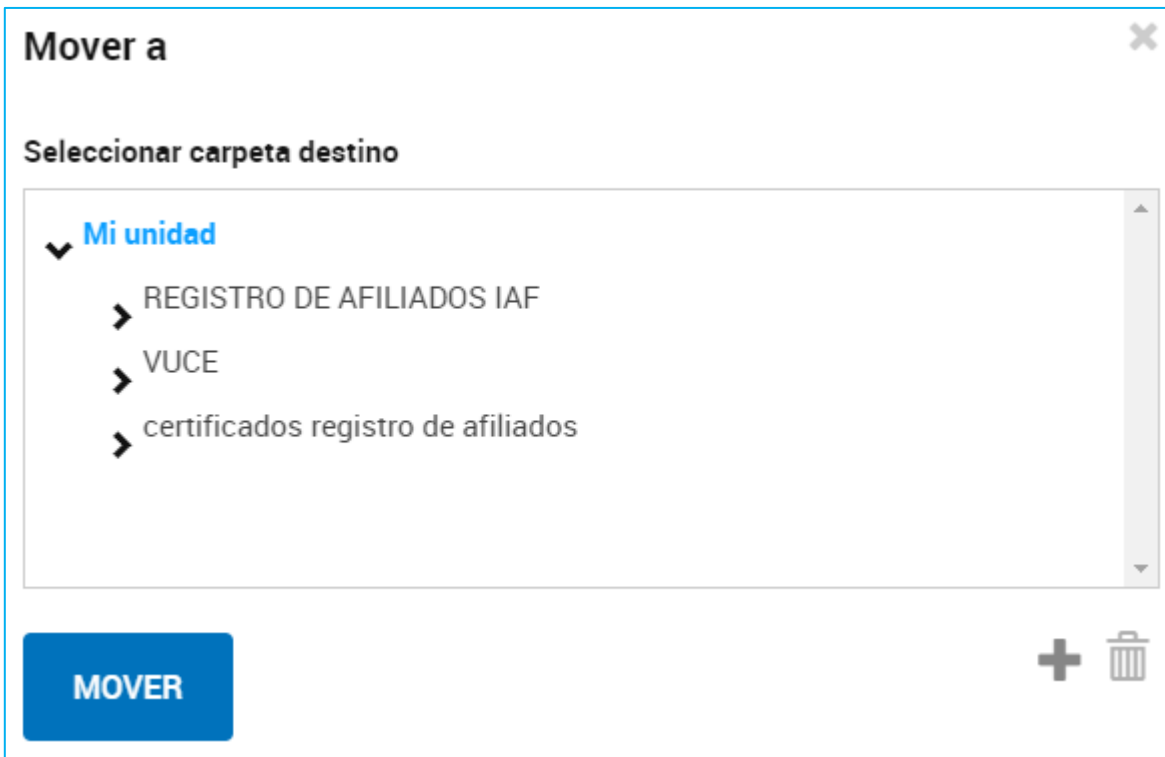 Mover a
Seleccionar carpeta destino
Mi unidad
REGISTRO DE AFILIADOS IAF
VUCE
certificados registro de afiliados
MOVER